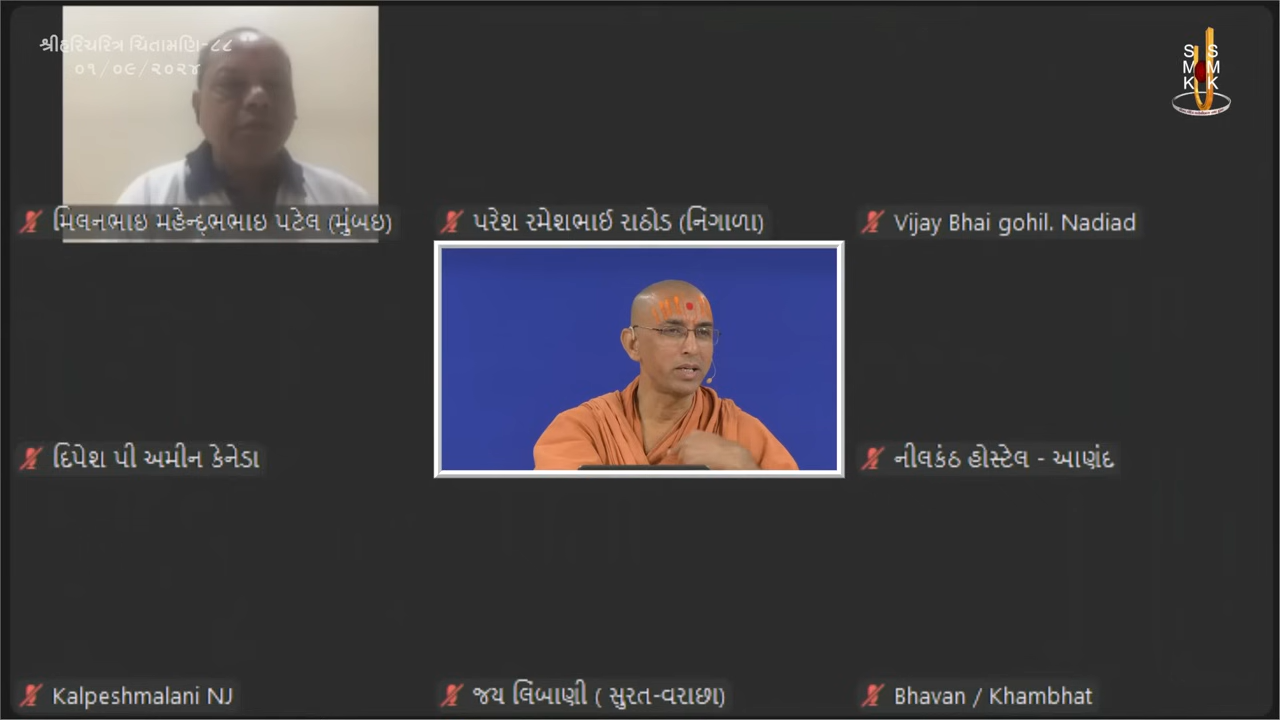 શ્રીહરિચરિત્ર ચિંતામણિ-૮૮
૦૧/૦૯/૨૦૨૪
S S
M M
K K
મિલનભાઇ મહેન્દ્રભભાઇ પટેલ (મુંબઇ)
પરેશ રમેશભાઈ રાઠોડ (નિંગાળા)
Vijay Bhai gohil. Nadiad
દિપેશ પી અમીન કેનેડા
નીલકંઠ હોસ્ટેલ - આણંદ
Kalpeshmalani NJ
જય લિંબાણી ( સુરત-વરાછા)
Bhavan / Khambhat